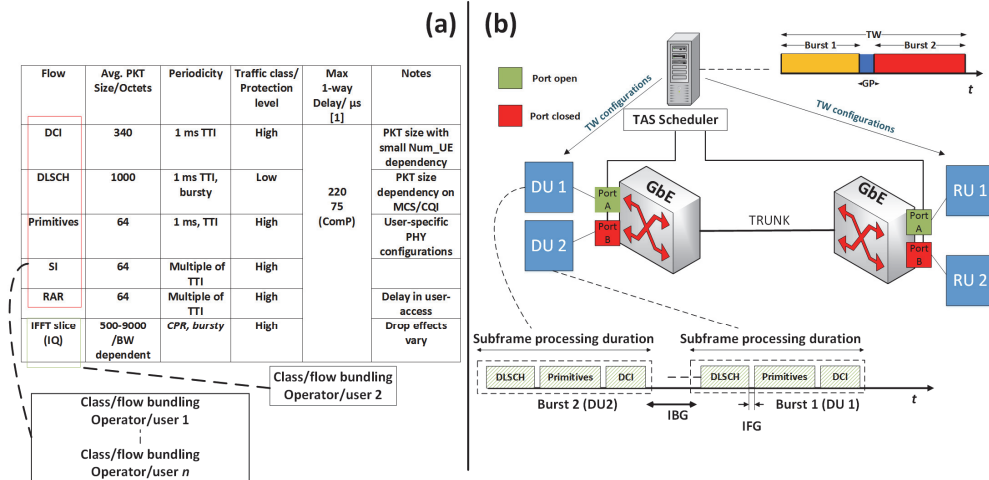 (a)
Flow
Avg. PKT
Size/Octets
Periodicity
Traffic class/
Protection
level
Max
1-way
Delay/ µs
[1]
Notes
DCI
340
1 ms TTI
High
PKT size with
small Num_UE
dependency
DLSCH
1000
1 ms TTI,
bursty
Low
220
75
(ComP)
PKT size
dependency on
MCS/CQI
Primitives
64
1 ms, TTI
High
User-specific
PHY
configurations
SI
64
Multiple of
TTI
High
RAR
64
Multiple of
TTI
High
Delay in user-
access
IFFT slice
(IQ)
500-9000
/BW
dependent
CPR, bursty
High
Drop effects
vary
Class/flow bundling
Operator/user 2
Class/flow bundling
Operator/user 1
Class/flow bundling
Operator/user n
(b)
TW
Burst 1
Burst 2
GP
t
Port open
Port closed
TW configurations
TW configurations
TAS Scheduler
DU 1
DU 2
Port
A
Port
B
GbE
TRUNK
GbE
Port
A
Port
B
RU 1
RU 2
Subframe processing duration
Subframe processing duration
DLSCH
Primitives
DCI
DLSCH
Primitives
DCI
Burst 2 (DU2)
Burst 1 (DU 1)
t
IBG
IFG